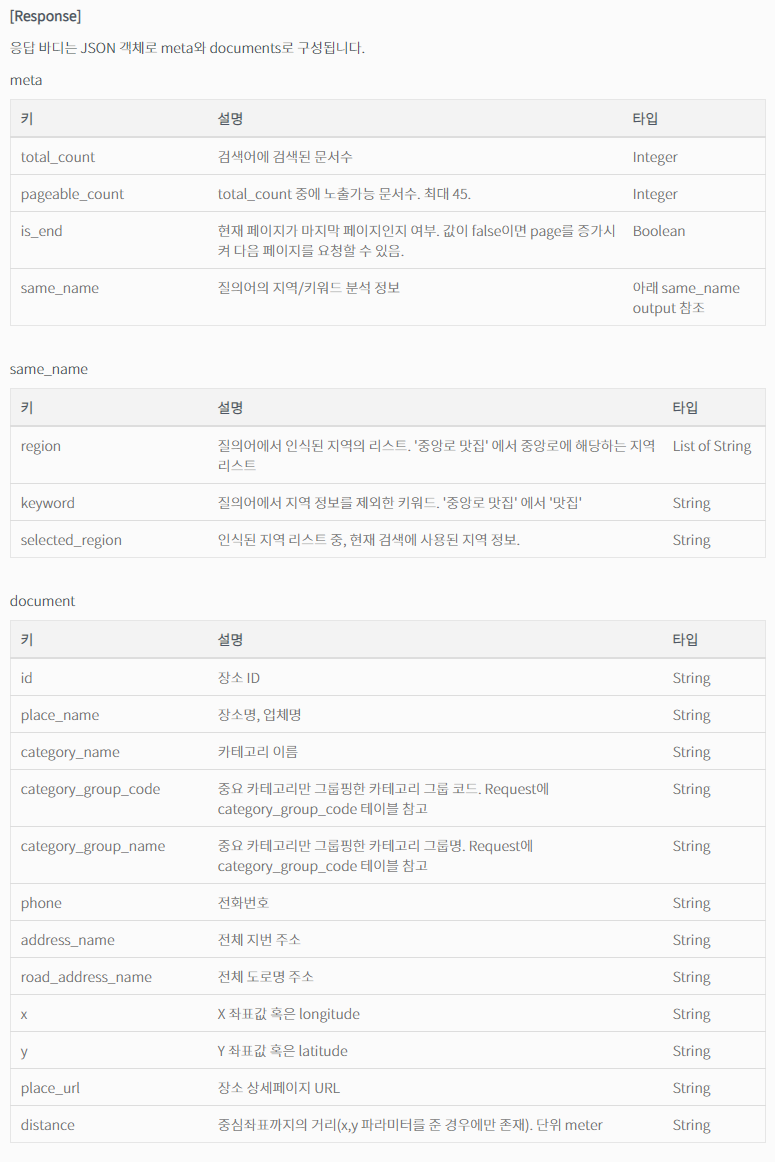 [Response]
응답 바디는 JSON 객체로 meta와 documents로 구성됩니다.
meta
키 설명 타입
total_count 검색어에 검색된 문서수 Integer
pageable_count total_count 중에 노출가능 문서수. 최대 45. Integer
is_end 현재 페이지가 마지막 페이지인지 여부. 값이 false이면 page를 증가시 Boolean
켜 다음 페이지를 요청할 수 있음.
same_name 질의어의 지역/키워드 분석 정보 아래 same_name
output 참조
same_name
키 설명 타입
region 질의어에서 인식된 지역의 리스트. '중앙로 맛집' 에서 중앙로에 해당하는 지역 List of String
리스트
keyword 질의어에서 지역 정보를 제외한 키워드. '중앙로 맛집' 에서 '맛집' String
selected_region 인식된 지역 리스트 중, 현재 검색에 사용된 지역 정보. String
document
키 설명 타입
id 장소 ID String
place_name 장소명, 업체명 String
category_name 카테고리 이름 String
category_group_code 중요 카테고리만 그룹핑한 카테고리 그룹 코드. Request에 String
category_group_code 테이블 참고
category_group_name 중요 카테고리만 그룹핑한 카테고리 그룹명. Request에 String
category_group_code 테이블 참고
phone 전화번호 String
address_name 전체 지번 주소 String
road_address_name 전체 도로명 주소 String
x X 좌표값 혹은 longitude String
y Y 좌표값 혹은 latitude String
place_url 장소 상세페이지 URL String
distance 중심좌표까지의 거리(x,y 파라미터를 준 경우에만 존재). 단위 meter String